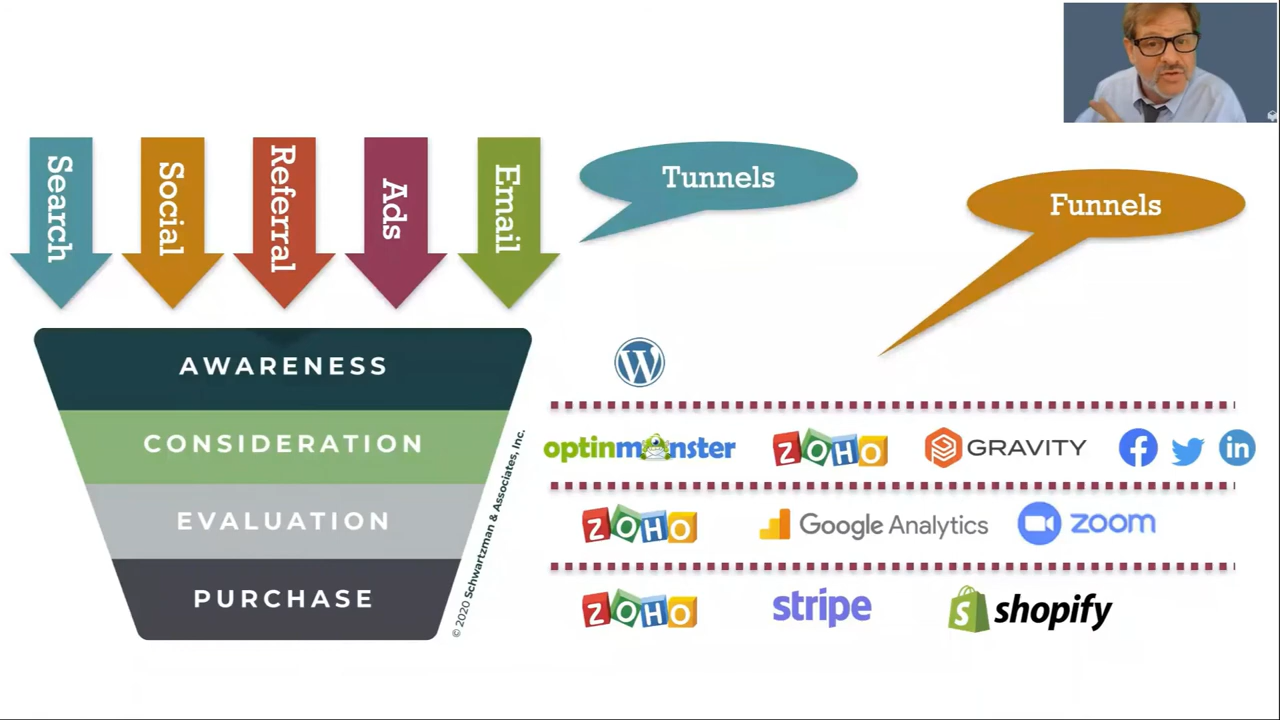 Search
Social
Referral
Ads
Email
Tunnels
Funnels
AWARENESS
CONSIDERATION
EVALUATION
PURCHASE
© 2020 Schwartzman & Associates, Inc.
W
optinmonster
ZOHO
GRAVITY
f
in
ZOHO
Google Analytics
zoom
ZOHO
stripe
S shopify